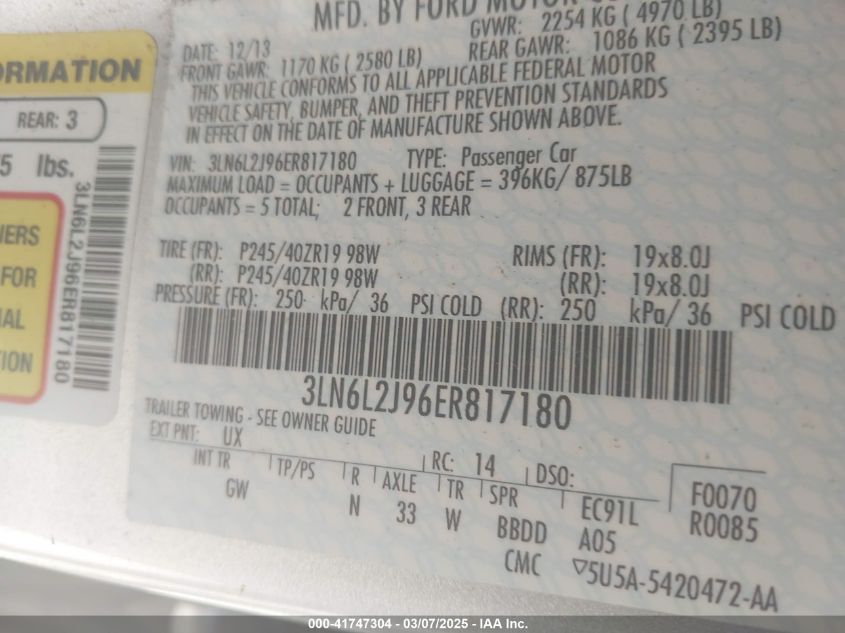 MFD. BY FORD MOTOR
GVWR: 2254 KG ( 4970 LB)
DATE: 12/13
REAR GAWR: 1086 KG ( 2395 LB)
FRONT GAWR: 1170 KG ( 2580 LB)
THIS VEHICLE CONFORMS TO ALL APPLICABLE FEDERAL MOTOR
VEHICLE SAFETY, BUMPER, AND THEFT PREVENTION STANDARDS
IN EFFECT ON THE DATE OF MANUFACTURE SHOWN ABOVE.
VIN: 3LN6L2J96ER817180 TYPE: Passenger Car
MAXIMUM LOAD = OCCUPANTS + LUGGAGE = 396KG/ 875LB
OCCUPANTS = 5 TOTAL; 2 FRONT, 3 REAR
TIRE (FR): P245/40ZR19 98W RIMS (FR): 19x8.0J
(RR): P245/40ZR19 98W (RR): 19x8.0J
PRESSURE (FR): 250 kPa/ 36 PSI COLD (RR): 250 kPa/ 36 PSI COLD
3LN6L2J96ER817180
TRAILER TOWING - SEE OWNER GUIDE
EXT PNT: UX RC: 14 DSO:
INT TR TP/PS R AXLE TR SPR EC91L F0070
GW N 33 W BBDD A05 R0085
CMC ▽5U5A-5420472-AA
ORMATION
REAR: 3
5 lbs.
3LN6L2J96ER817180
NERS
FOR
IAL
ION
000-41747304 - 03/07/2025 - IAA Inc.